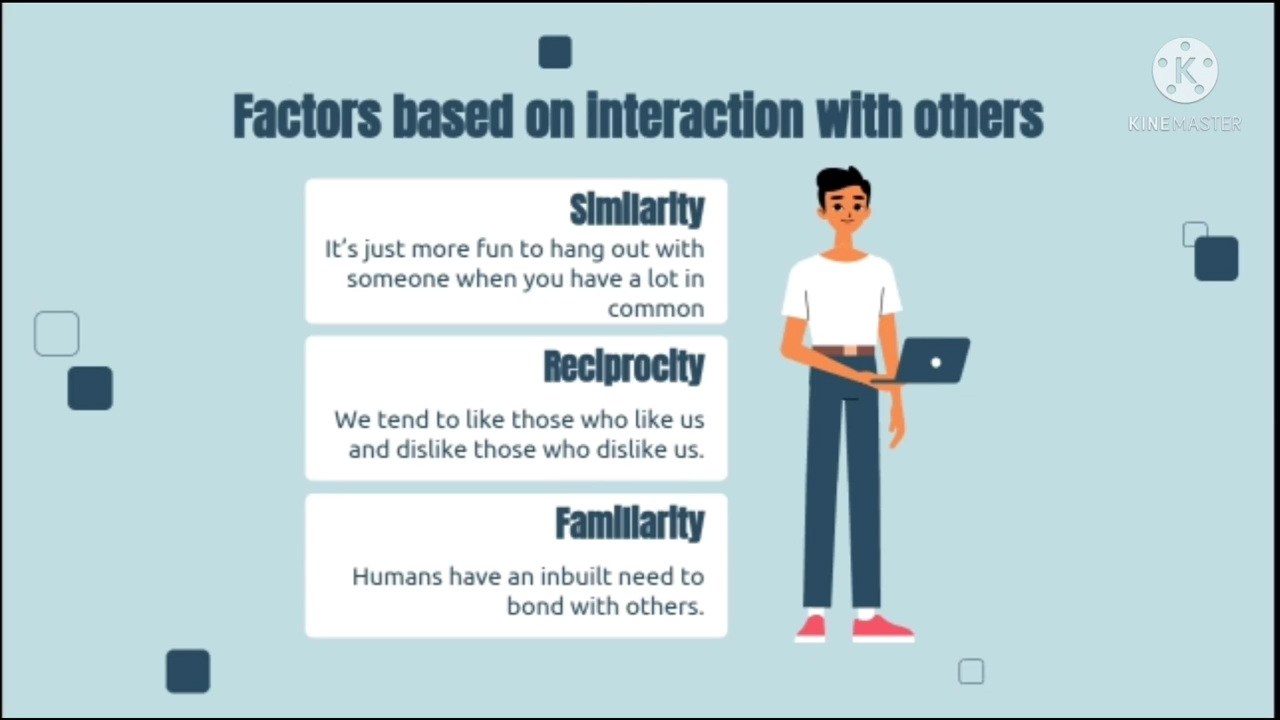 Factors based on interaction with others
K
KINEMASTER
Similarity
It's just more fun to hang out with
someone when you have a lot in
common
Reciprocity
We tend to like those who like us
and dislike those who dislike us.
Familiarity
Humans have an inbuilt need to
bond with others.